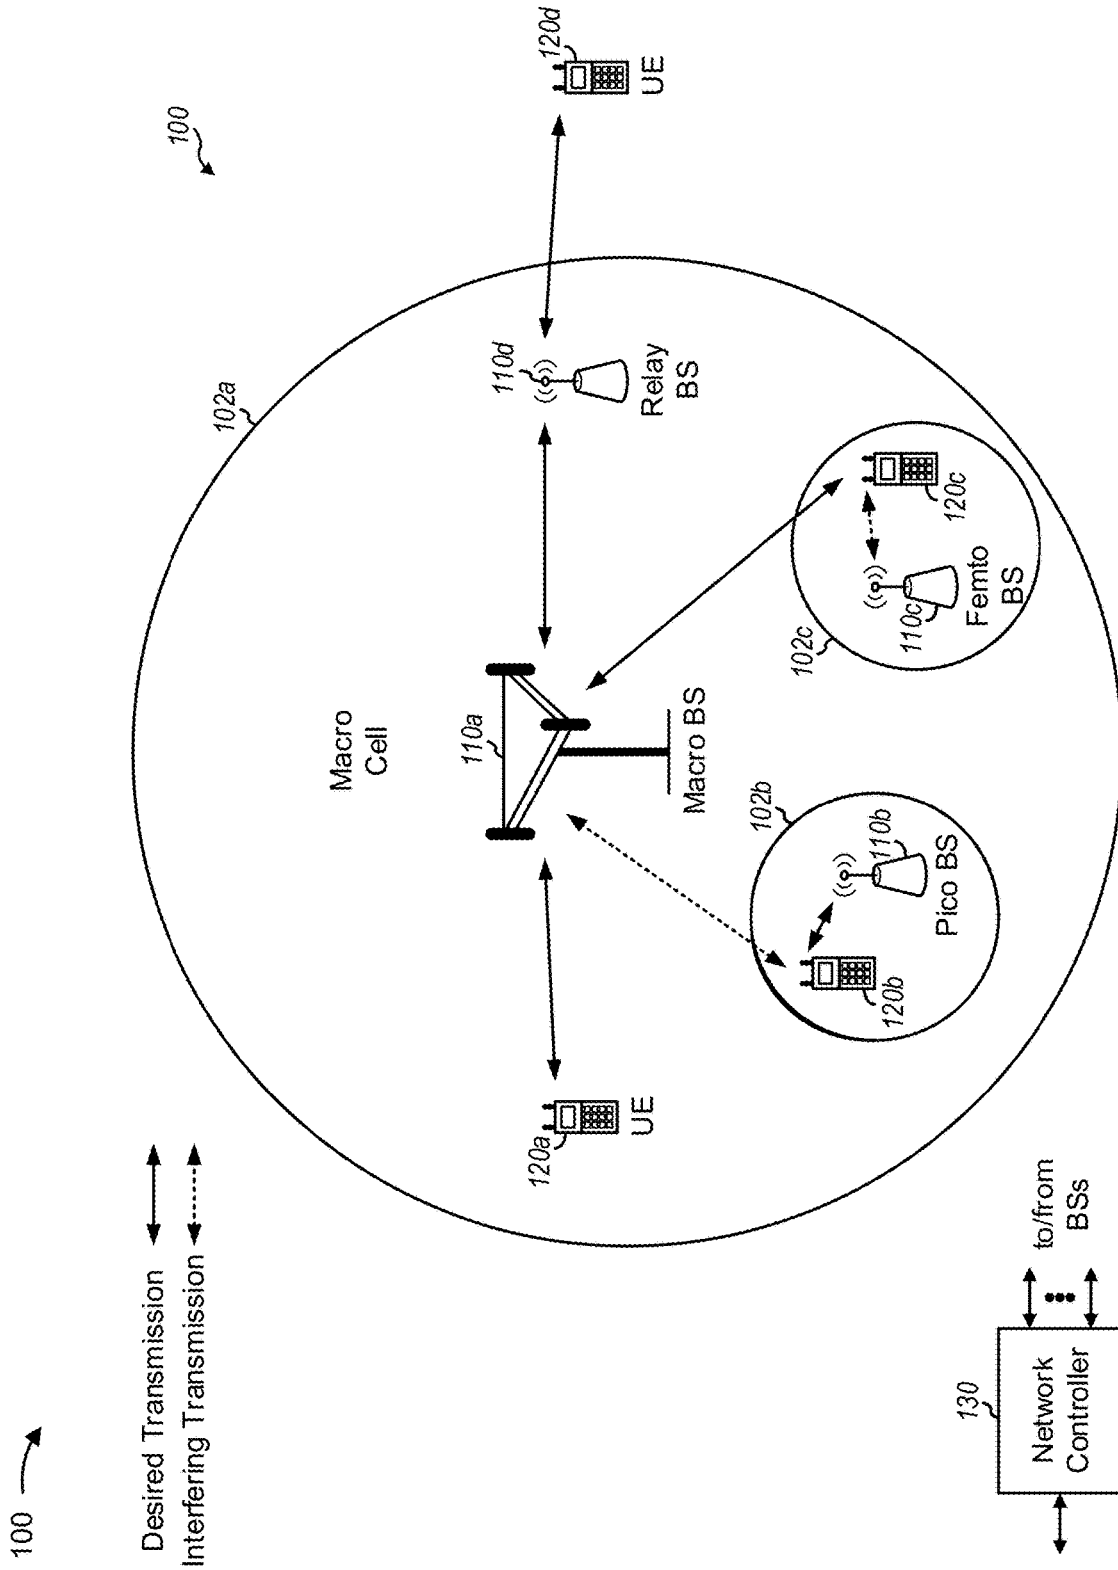 100
100
Desired Transmission
Interfering Transmission
102a
Macro
Cell
110a
110d
120d
120a
UE
Macro BS
Relay
BS
UE
102b
110b
120b
Pico BS
102c
110c
120c
Femto
BS
130
Network
Controller
to/from
BSs